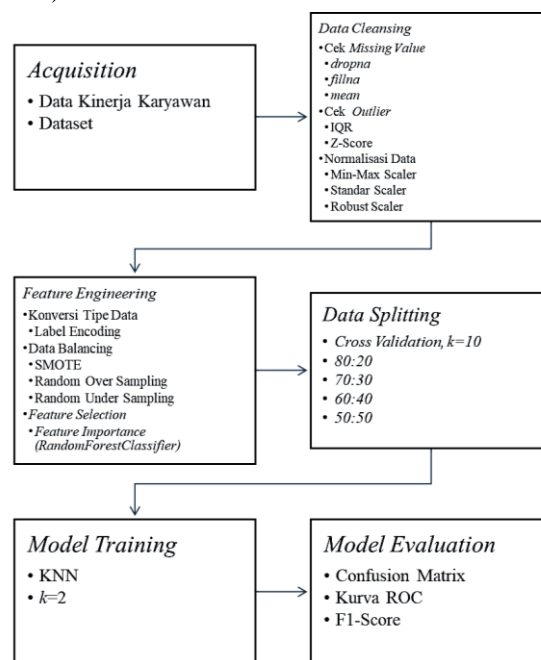 Acquisition
• Data Kinerja Karyawan
• Dataset
Data Cleansing
•Cek Missing Value
•dropna
•fillna
•mean
•Cek Outlier
•IQR
•Z-Score
•Normalisasi Data
•Min-Max Scaler
•Standar Scaler
•Robust Scaler
Feature Engineering
•Konversi Tipe Data
•Label Encoding
•Data Balancing
•SMOTE
•Random Over Sampling
•Random Under Sampling
•Feature Selection
•Feature Importance
(RandomForestClassifier)
Data Splitting
• Cross Validation, k=10
• 80:20
• 70:30
• 60:40
• 50:50
Model Training
• KNN
• k=2
Model Evaluation
• Confusion Matrix
• Kurva ROC
• F1-Score